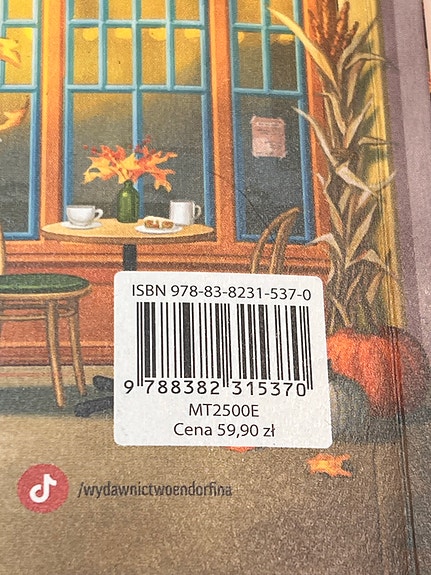 ISBN 978-83-8231-537-0
9 788382 315370
MT2500E
Cena 59,90 zł
/wydawnictwoendorfina